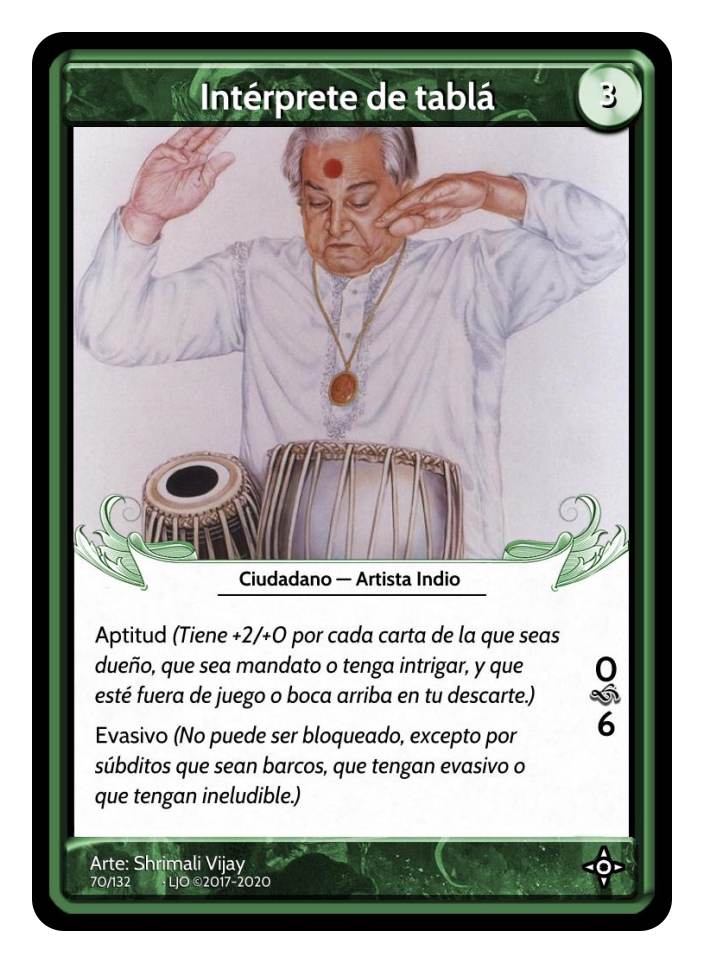 Intérprete de tablá
3
Ciudadano — Artista Indio
Aptitud (Tiene +2/+0 por cada carta de la que seas
dueño, que sea mandato o tenga intrigar, y que
esté fuera de juego o boca arriba en tu descarte.)
0
6
Evasivo (No puede ser bloqueado, excepto por
súbditos que sean barcos, que tengan evasivo o
que tengan ineludible.)
Arte: Shrimali Vijay
70/132 · LJO ©2017-2020